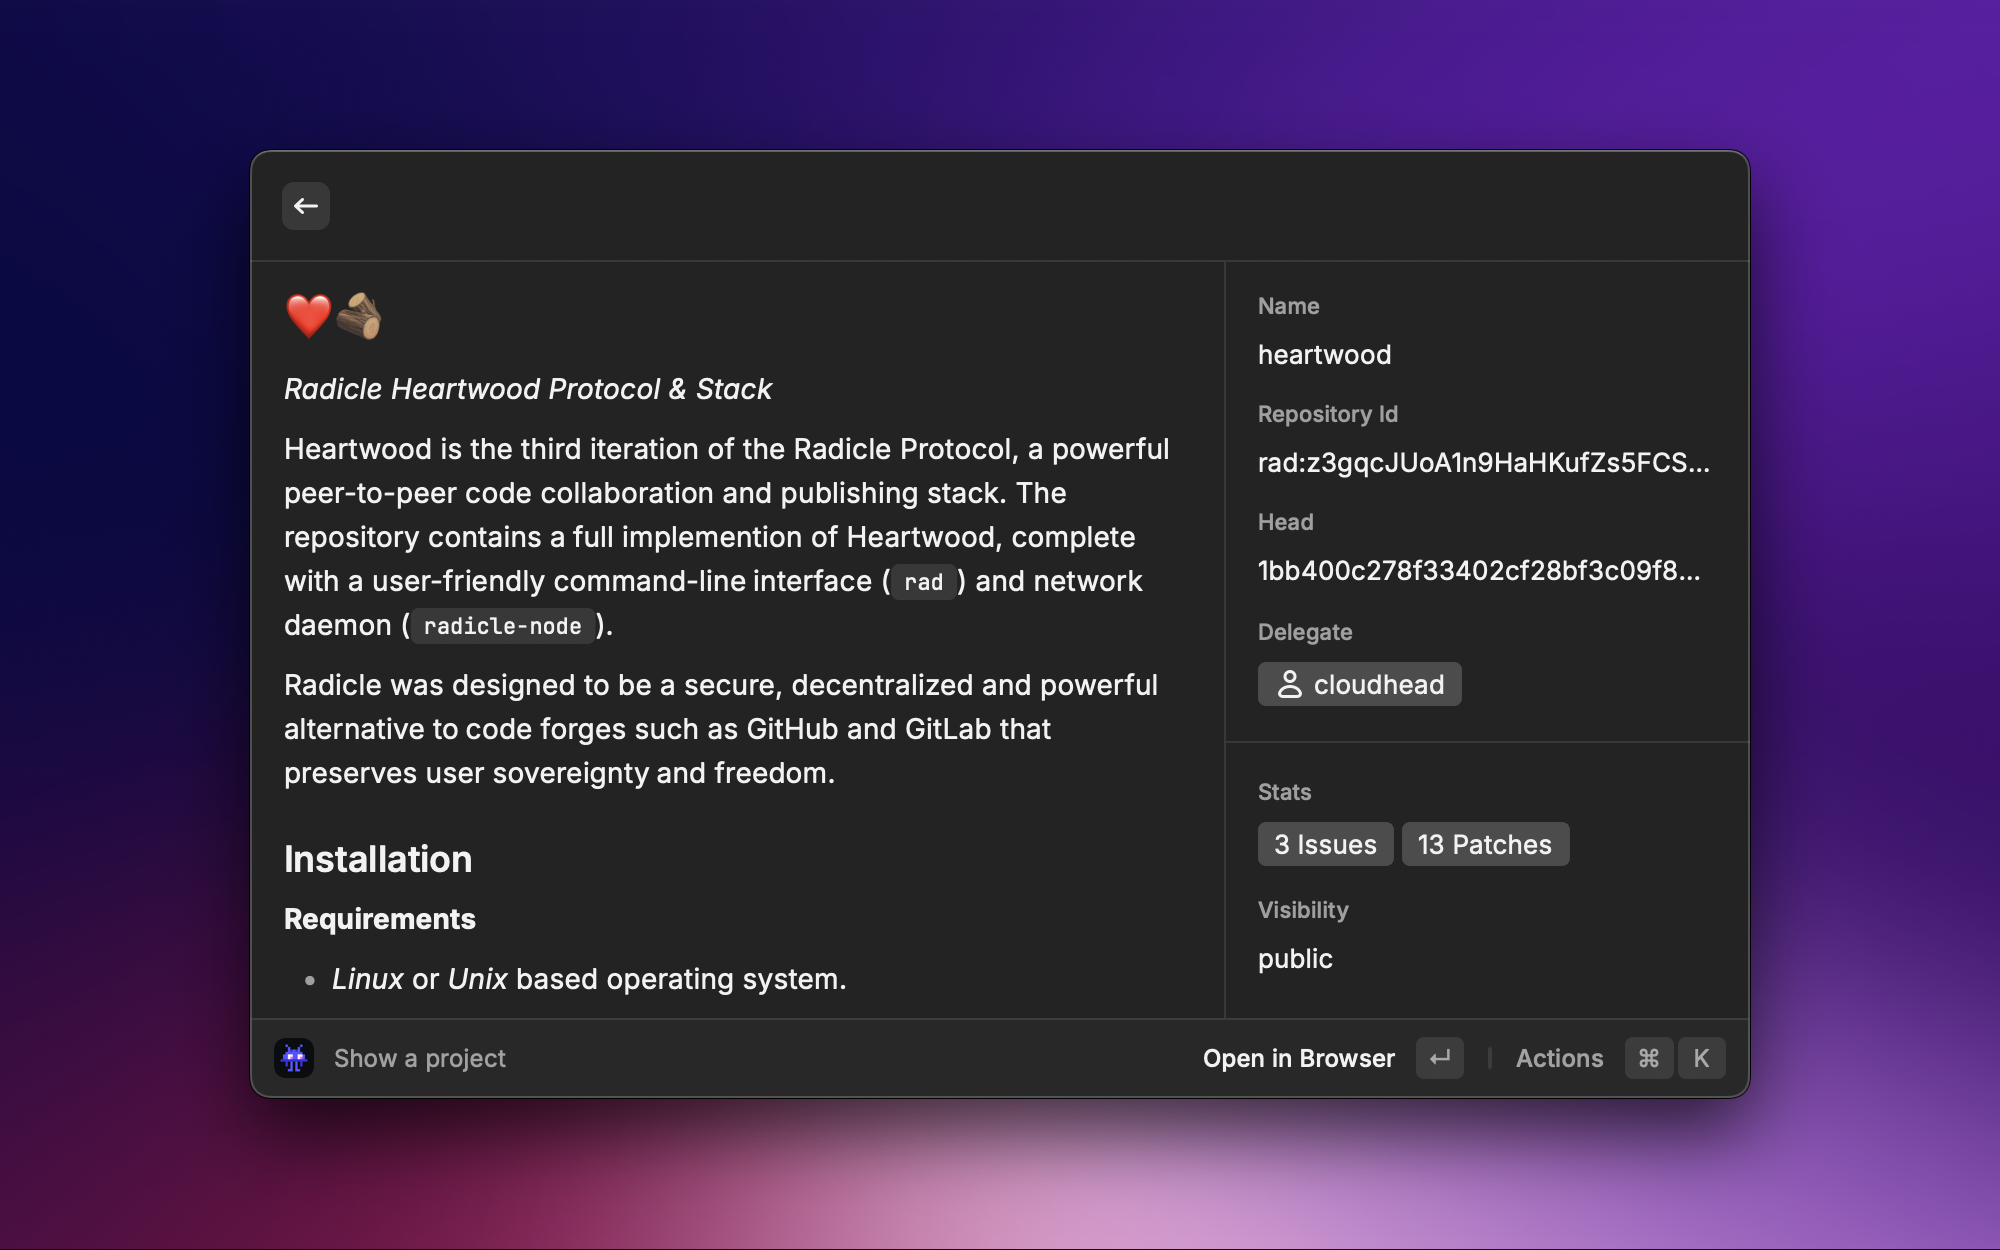 Radicle Heartwood Protocol & Stack
Heartwood is the third iteration of the Radicle Protocol, a powerful
peer-to-peer code collaboration and publishing stack. The
repository contains a full implemention of Heartwood, complete
with a user-friendly command-line interface ( rad ) and network
daemon ( radicle-node ).
Radicle was designed to be a secure, decentralized and powerful
alternative to code forges such as GitHub and GitLab that
preserves user sovereignty and freedom.
Installation
Requirements
• Linux or Unix based operating system.
Name
heartwood
Repository Id
rad:z3gqcJUoA1n9HaHKufZs5FCS...
Head
1bb400c278f33402cf28bf3c09f8...
Delegate
cloudhead
Stats
3 Issues 13 Patches
Visibility
public
Show a project
Open in Browser ↵ | Actions ⌘ K